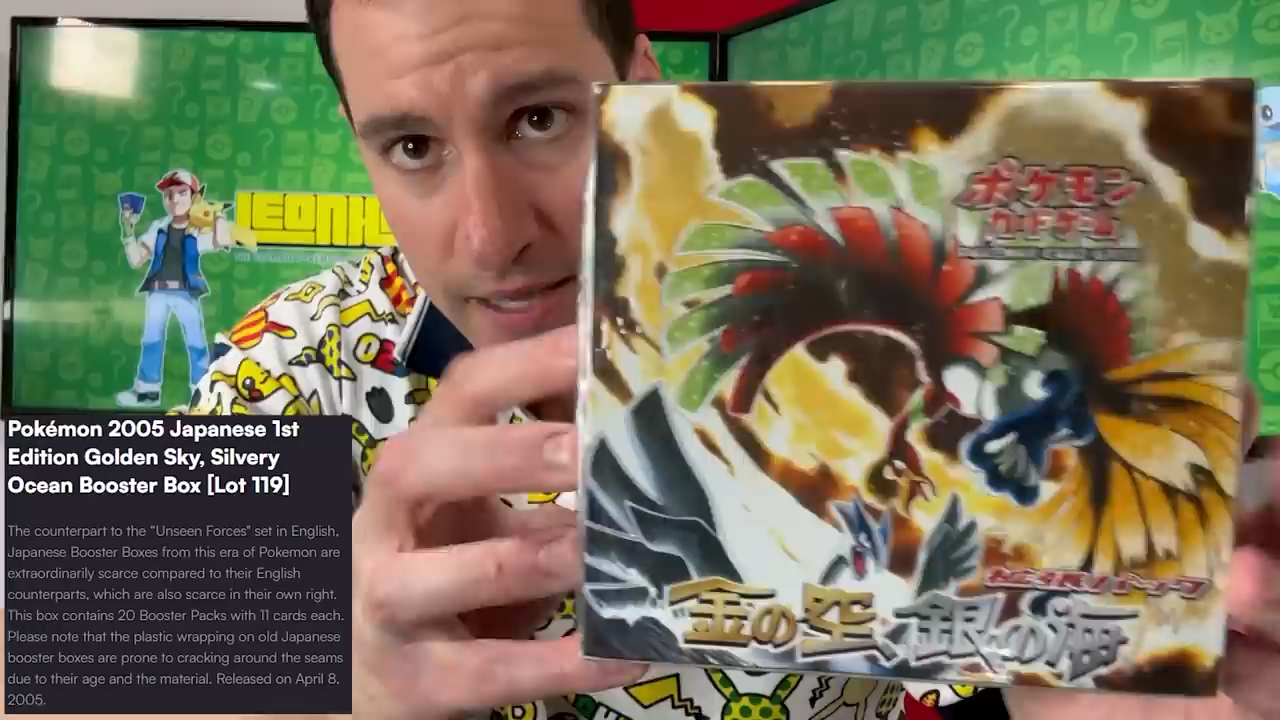 LEONH
ポケモン
カードゲーム
金の空、銀の海
Pokémon 2005 Japanese 1st
Edition Golden Sky, Silvery
Ocean Booster Box [Lot 119]
The counterpart to the “Unseen Forces” set in English,
Japanese Booster Boxes from this era of Pokemon are
extraordinarily scarce compared to their English
counterparts, which are also scarce in their own right.
This box contains 20 Booster Packs with 11 cards each.
Please note that the plastic wrapping on old Japanese
booster boxes are prone to cracking around the seams
due to their age and the material. Released on April 8,
2005.